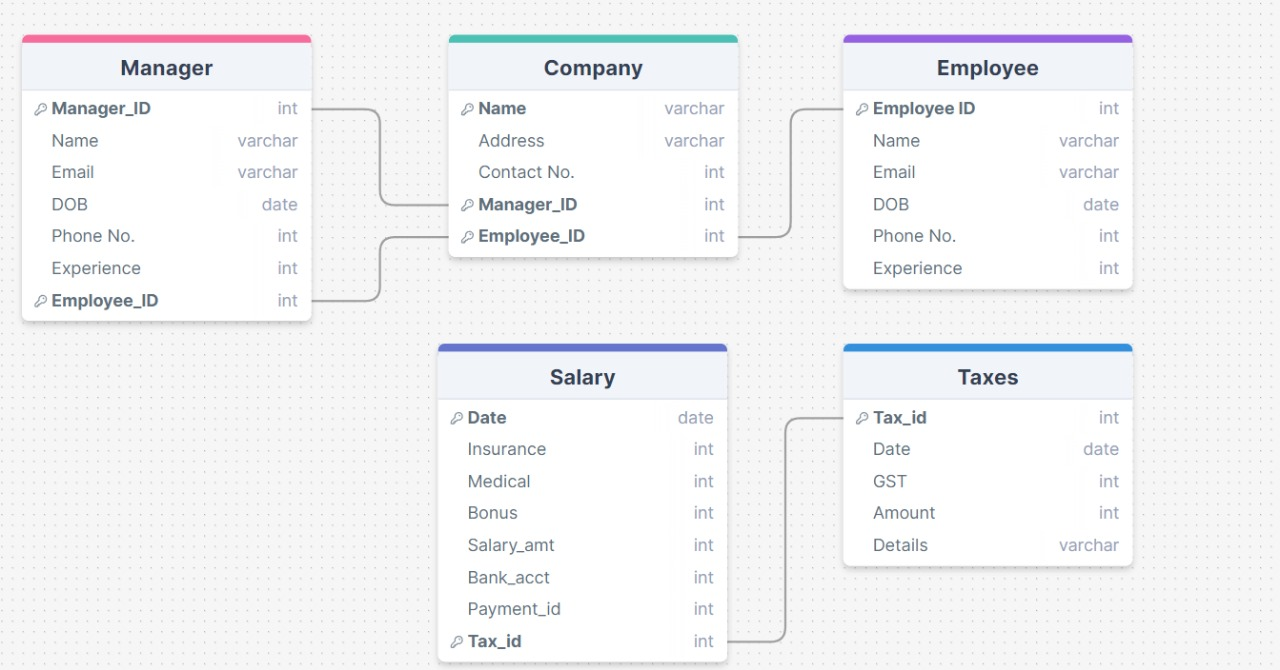 Manager
Manager_ID int
Name varchar
Email varchar
DOB date
Phone No. int
Experience int
Employee_ID int
Company
Name varchar
Address varchar
Contact No. int
Manager_ID int
Employee_ID int
Employee
Employee ID int
Name varchar
Email varchar
DOB date
Phone No. int
Experience int
Salary
Date date
Insurance int
Medical int
Bonus int
Salary_amt int
Bank_acct int
Payment_id int
Tax_id int
Taxes
Tax_id int
Date date
GST int
Amount int
Details varchar